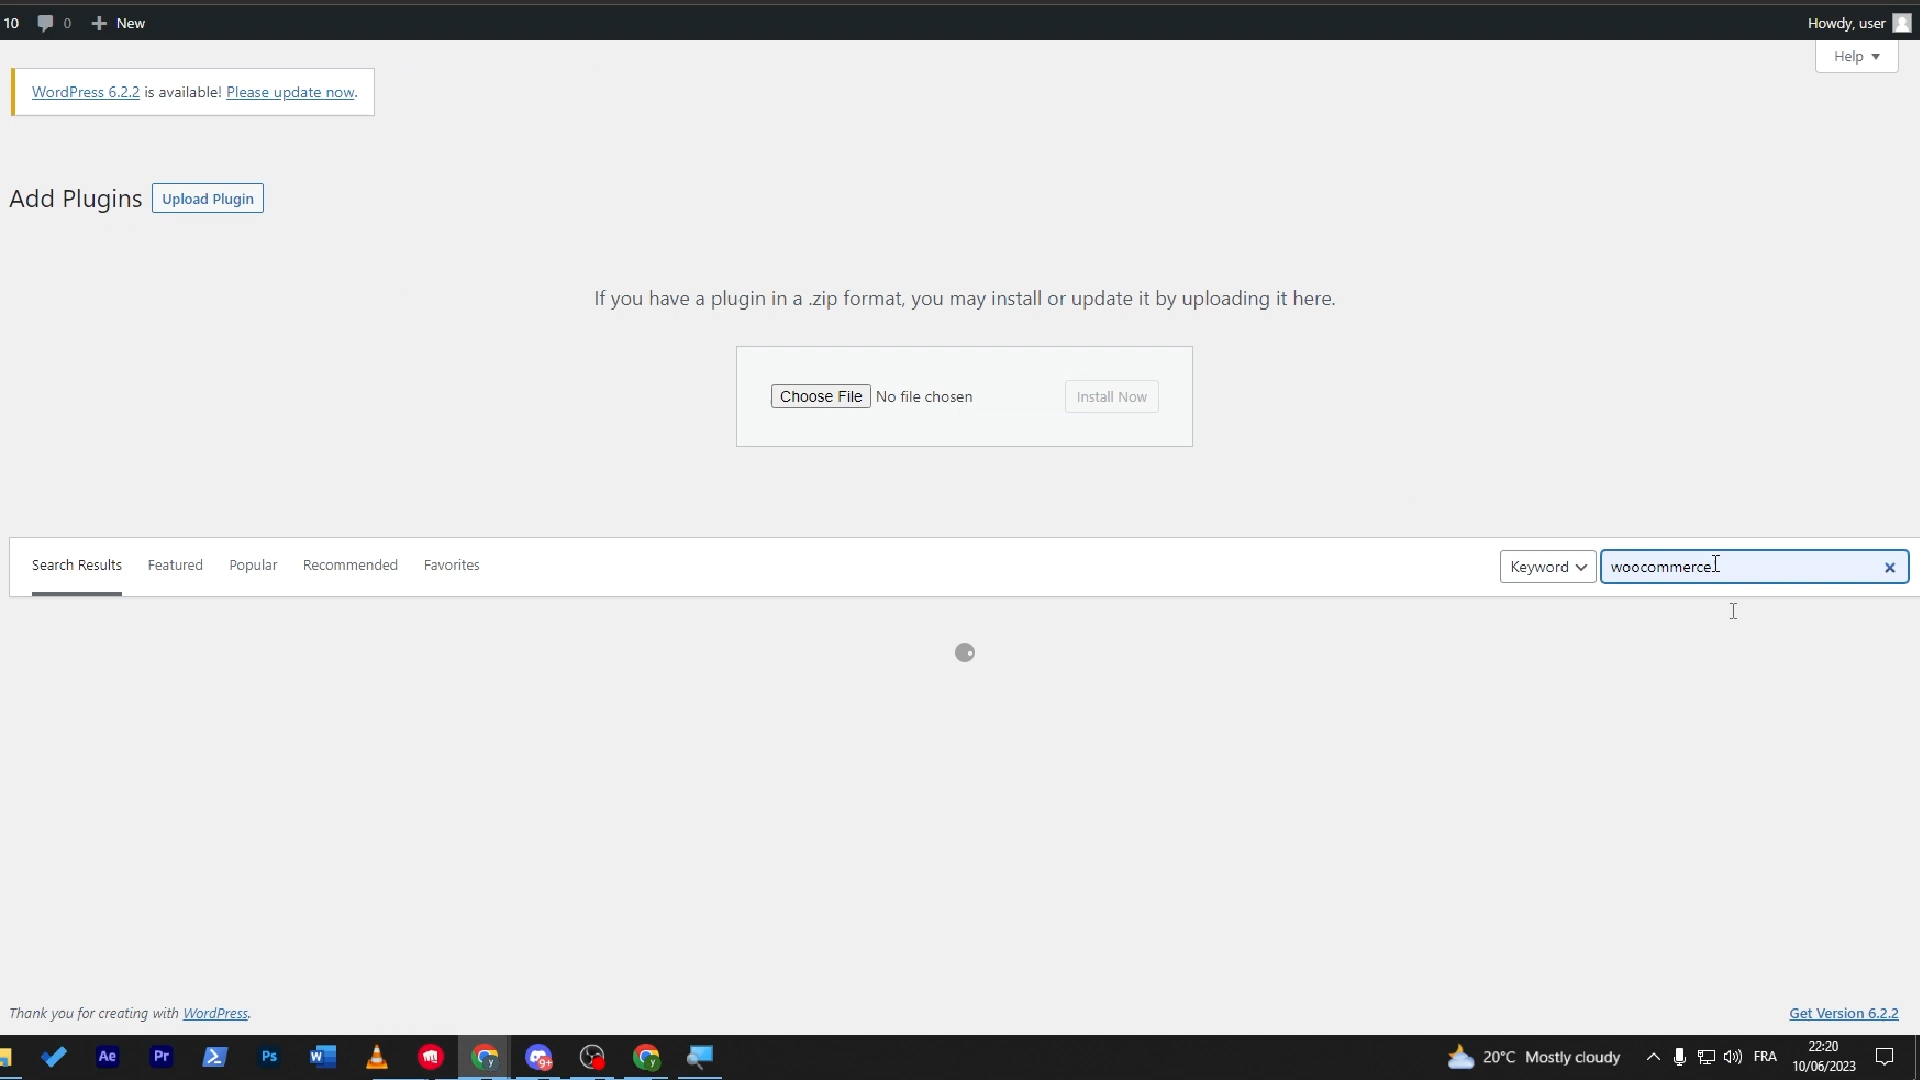 10 0 New Howdy, user
Help
WordPress 6.2.2 is available! Please update now.
Add Plugins Upload Plugin
If you have a plugin in a .zip format, you may install or update it by uploading it here.
Choose File No file chosen Install Now
Search Results Featured Popular Recommended Favorites Keyword woocommerce
Thank you for creating with WordPress. Get Version 6.2.2
Ae Pr Ps W 9+ 20°C Mostly cloudy FRA 22:20
10/06/2023